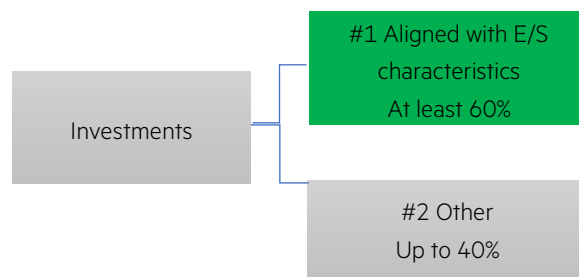 #1 Aligned with E/S
characteristics
At least 60%
Investments
#2 Other
Up to 40%